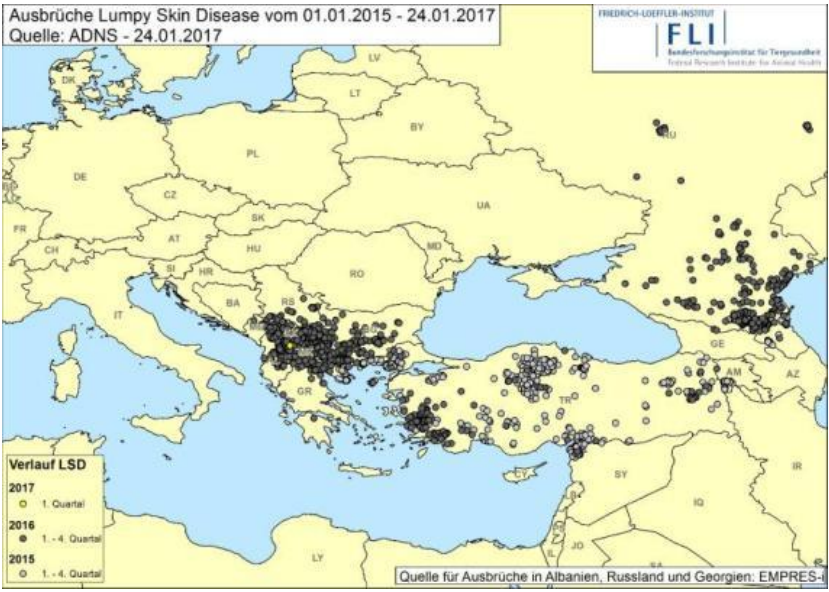 Ausbrüche Lumpy Skin Disease vom 01.01.2015 - 24.01.2017
Quelle: ADNS - 24.01.2017
FRIEDRICH-LOEFFLER-INSTITUT
FLI
Bundesforschungsinstitut für Tiergesundheit
Federal Research Institute for Animal Health
DK
LV
LT
RU
BY
PL
DE
UA
CZ
FR
SK
CH
AT
HU
MD
SI
HR
RO
BA
RS
IT
GE
AM
AZ
GR
TR
CY
SY
IR
IQ
IL
JO
LY
Verlauf LSD
2017
1. Quartal
2016
1. - 4. Quartal
2015
1. - 4. Quartal
Quelle für Ausbrüche in Albanien, Russland und Georgien: EMPRES-i